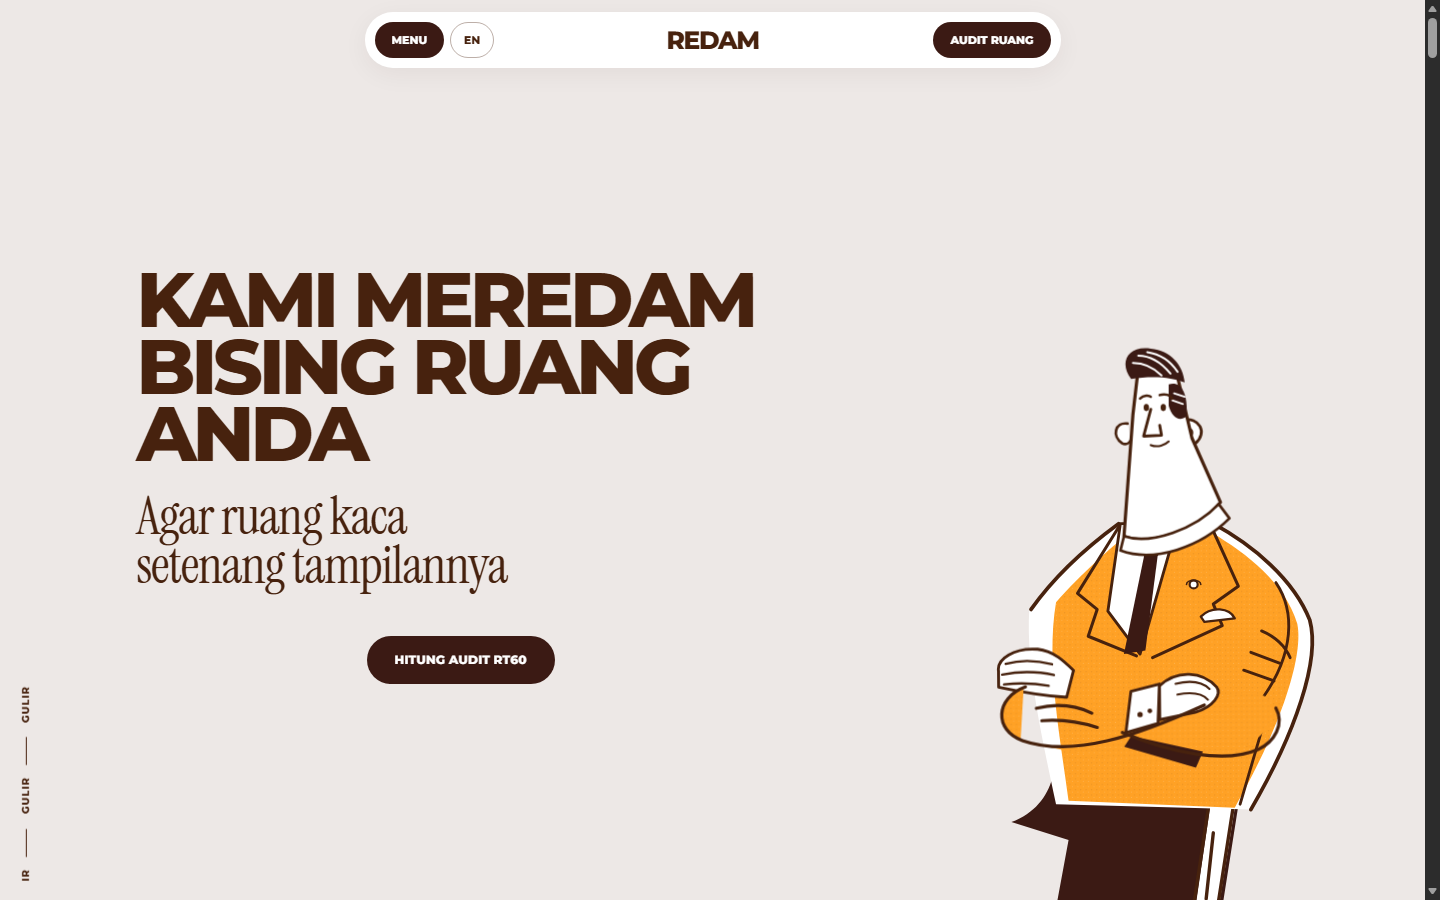 MENU
EN
REDAM
AUDIT RUANG
KAMI MEREDAM
BISING RUANG
ANDA
Agar ruang kaca
setenang tampilannya
HITUNG AUDIT RT60
GULIR
GULIR
IR